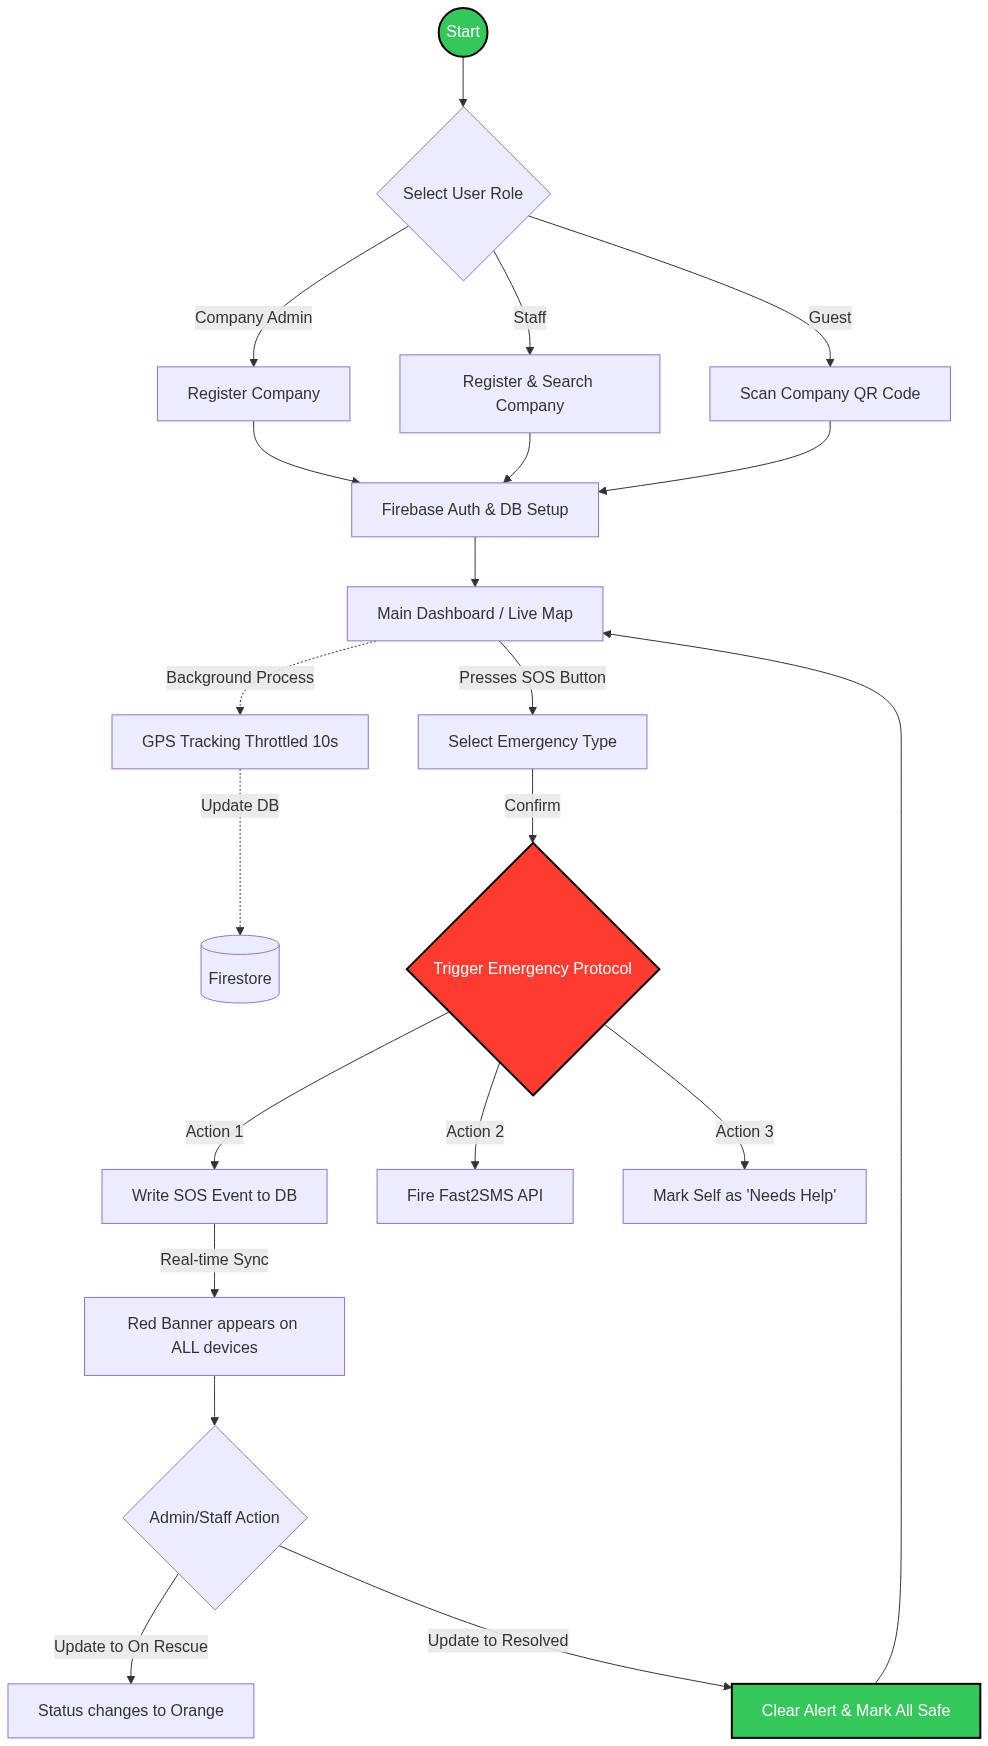 Start
Select User Role
Company Admin
Staff
Guest
Register Company
Register & Search
Company
Scan Company QR Code
Firebase Auth & DB Setup
Main Dashboard / Live Map
Background Process
Presses SOS Button
GPS Tracking Throttled 10s
Select Emergency Type
Update DB
Confirm
Firestore
Trigger Emergency Protocol
Action 1
Action 2
Action 3
Write SOS Event to DB
Fire Fast2SMS API
Mark Self as 'Needs Help'
Real-time Sync
Red Banner appears on
ALL devices
Admin/Staff Action
Update to On Rescue
Update to Resolved
Status changes to Orange
Clear Alert & Mark All Safe